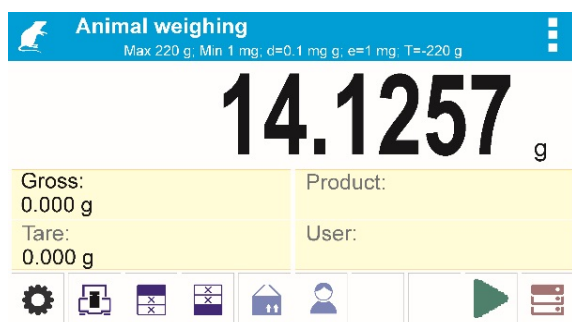 Animal weighing
Max 220 g; Min 1 mg; d=0.1 mg g; e=1 mg; T=-220 g
14.1257 g
Gross:
0.000 g
Product:
Tare:
0.000 g
User: